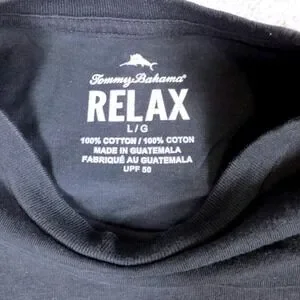 Tommy Bahama®
RELAX
L / G
100% COTTON / 100% COTON
MADE IN GUATEMALA
FABRIQUÉ AU GUATEMALA
UPF 50